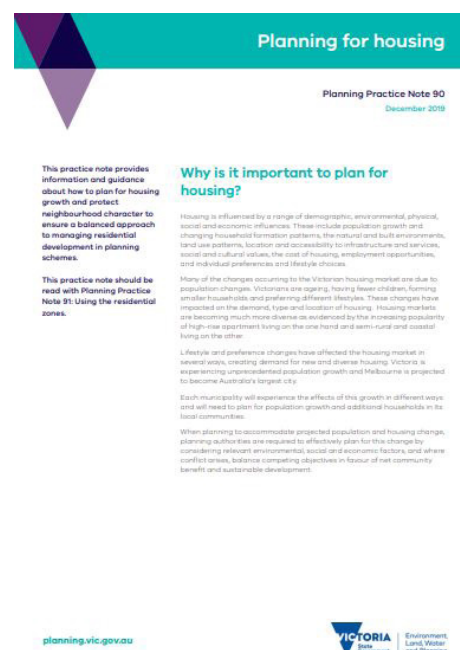 Planning for housing
Planning Practice Note 90
December 2019
This practice note provides
information and guidance
about how to plan for housing
growth and protect
neighbourhood character to
ensure a balanced approach
to managing residential
development in planning
schemes.
This practice note should be
read with Planning Practice
Note 91: Using the residential
zones.
Why is it important to plan for
housing?
Housing is influenced by a range of demographic, environmental, physical,
social and economic influences. These include population growth and
changing household formation patterns, the natural and built environments,
land use patterns, location and accessibility to infrastructure and services,
social and cultural values, the cost of housing, employment opportunities,
and individual preferences and lifestyle choices.
Many of the changes occurring to the Victorian housing market are due to
population changes. Victorians are ageing, having fewer children, forming
smaller households and preferring different lifestyles. These changes have
impacted on the demand, type and location of housing. Housing markets
are becoming much more diverse as evidenced by the increasing popularity
of high-rise apartment living on the one hand and semi-rural and coastal
living on the other.
Lifestyle and preference changes have affected the housing market in
several ways, creating demand for new and diverse housing. Victoria is
experiencing unprecedented population growth and Melbourne is projected
to become Australia's largest city.
Each municipality will experience the effects of this growth in different ways
and will need to plan for population growth and additional households in its
local communities.
When planning to accommodate projected population and housing change,
planning authorities are required to effectively plan for this change by
considering relevant environmental, social and economic factors, and where
conflict arises, balance competing objectives in favour of net community
benefit and sustainable development.
planning.vic.gov.au
VICTORIA
State
Environment,
Land, Water